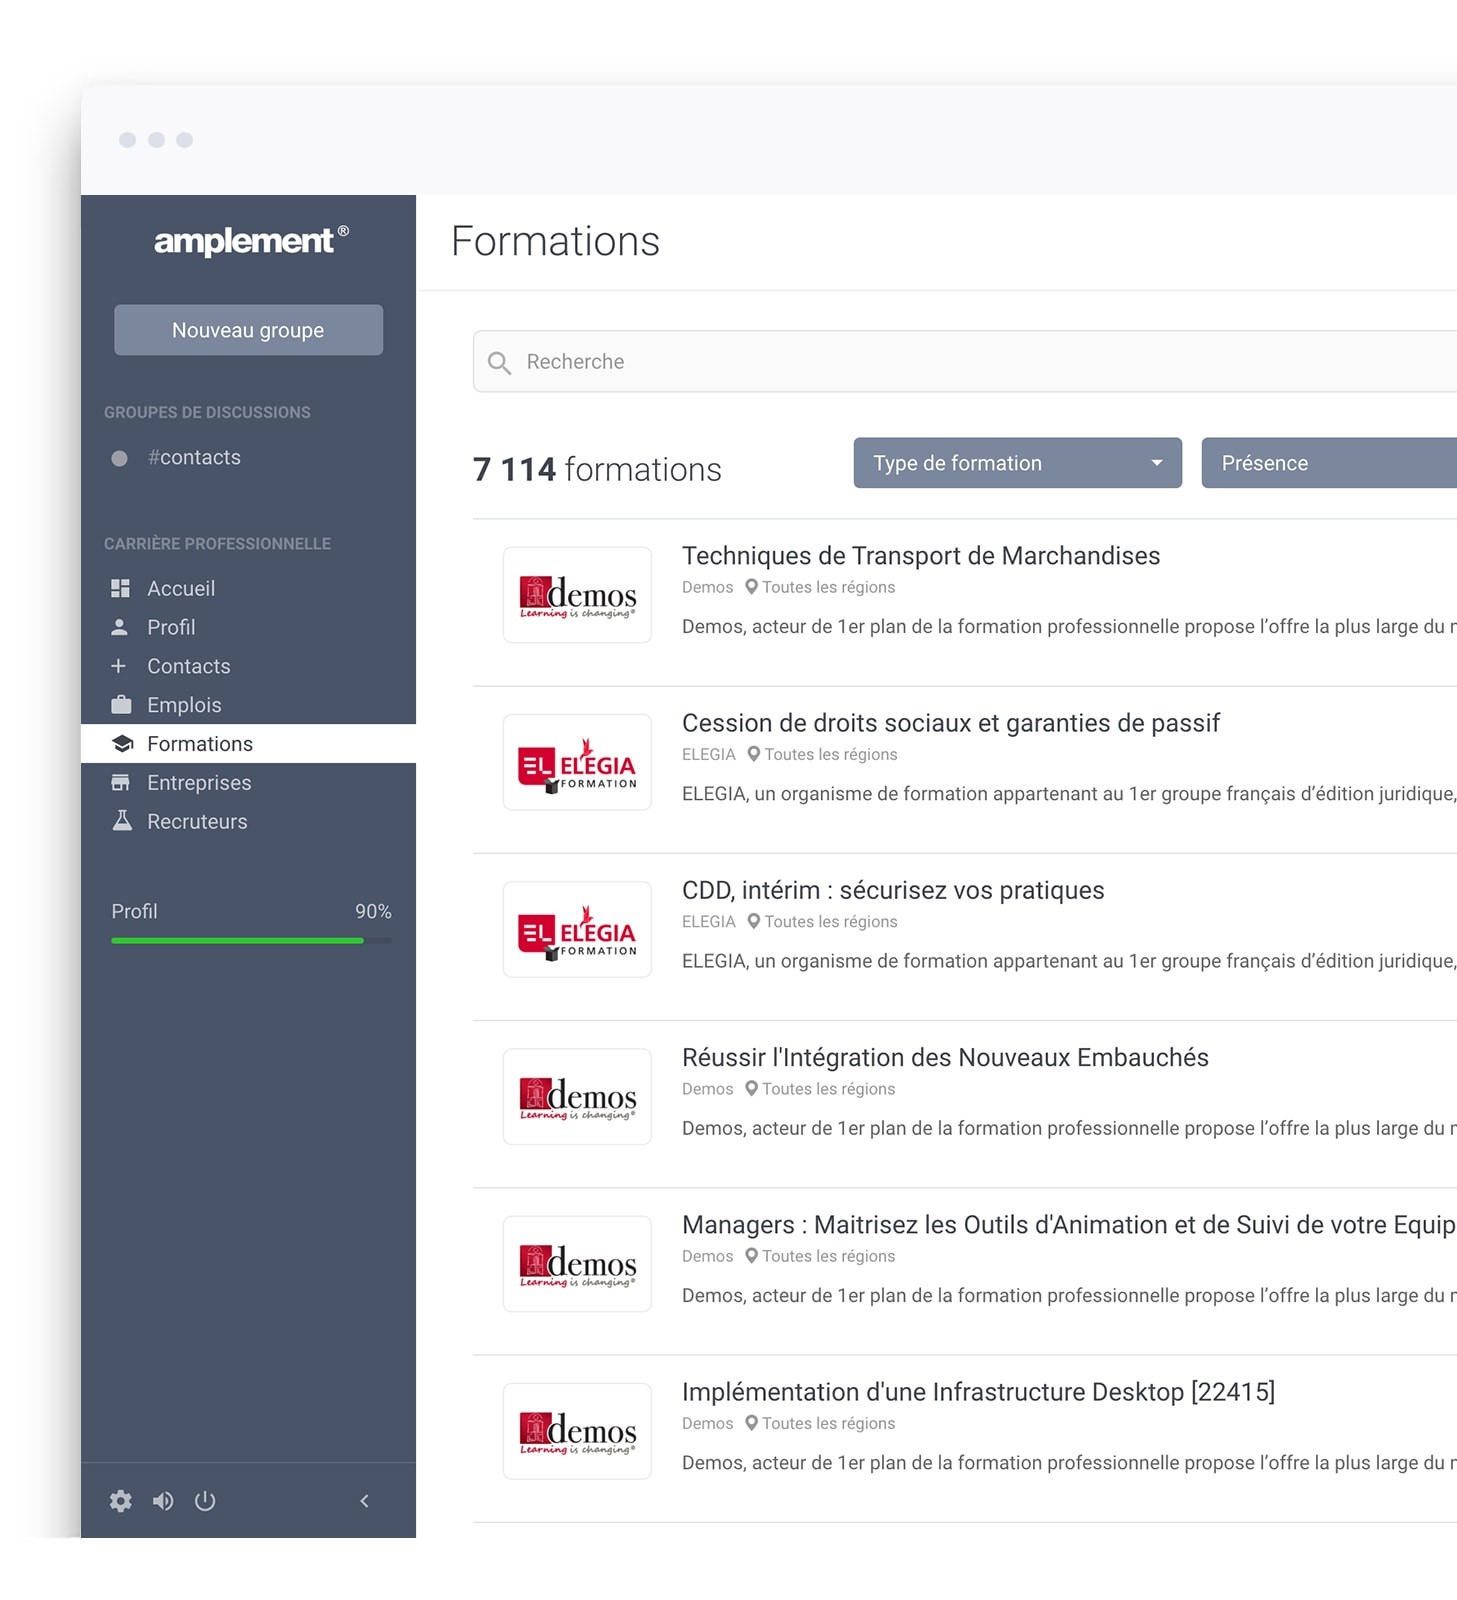 amplement®
Nouveau groupe
GROUPES DE DISCUSSIONS
#contacts
CARRIÈRE PROFESSIONNELLE
Accueil
Profil
Contacts
Emplois
Formations
Entreprises
Recruteurs
Profil 90%
Formations
Recherche
7 114 formations
Type de formation
Présence
demos
Learning is changing®
Techniques de Transport de Marchandises
Demos Toutes les régions
Demos, acteur de 1er plan de la formation professionnelle propose l’offre la plus large du
EL ELEGIA
FORMATION
Cession de droits sociaux et garanties de passif
ELEGIA Toutes les régions
ELEGIA, un organisme de formation appartenant au 1er groupe français d’édition juridique,
EL ELEGIA
FORMATION
CDD, intérim : sécurisez vos pratiques
ELEGIA Toutes les régions
ELEGIA, un organisme de formation appartenant au 1er groupe français d’édition juridique,
demos
Learning is changing®
Réussir l'Intégration des Nouveaux Embauchés
Demos Toutes les régions
Demos, acteur de 1er plan de la formation professionnelle propose l’offre la plus large du
demos
Learning is changing®
Managers : Maitrisez les Outils d'Animation et de Suivi de votre Equip
Demos Toutes les régions
Demos, acteur de 1er plan de la formation professionnelle propose l’offre la plus large du
demos
Learning is changing®
Implémentation d'une Infrastructure Desktop [22415]
Demos Toutes les régions
Demos, acteur de 1er plan de la formation professionnelle propose l’offre la plus large du